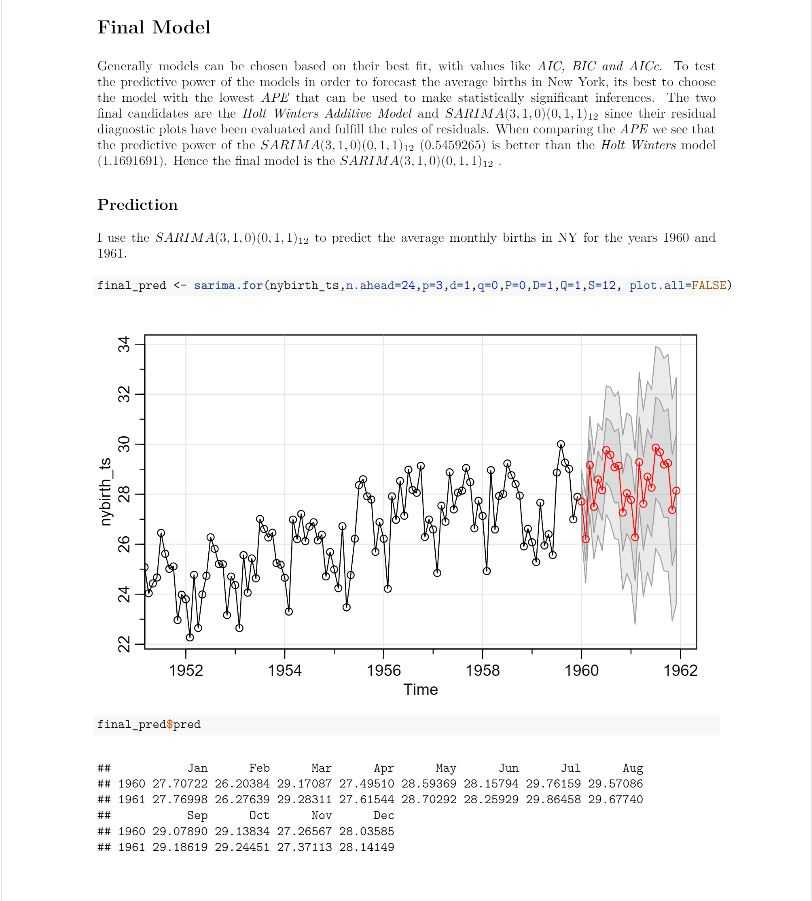 Final Model
Generally models can be chosen based on their best fit, with values like AIC, BIC and AICc. To test
the predictive power of the models in order to forecast the average births in New York, its best to choose
the model with the lowest APE that can be used to make statistically significant inferences. The two
final candidates are the Holt Winters Additive Model and SARIMA(3, 1, 0)(0, 1, 1)12 since their residual
diagnostic plots have been evaluated and fulfill the rules of residuals. When comparing the APE we see that
the predictive power of the SARIMA(3, 1, 0)(0, 1, 1)12 (0.5459265) is better than the Holt Winters model
(1.1691691). Hence the final model is the SARIMA(3, 1, 0)(0, 1, 1)12 .
Prediction
I use the SARIMA(3, 1, 0)(0, 1, 1)12 to predict the average monthly births in NY for the years 1960 and
1961.
final_pred <- sarima.for(nybirth_ts,n.ahead=24,p=3,d=1,q=0,P=0,D=1,Q=1,S=12, plot.all=FALSE)
34
32
30
28
26
24
22
nybirth_ts
1952 1954 1956 1958 1960 1962
Time
final_pred$pred
## Jan Feb Mar Apr May Jun Jul Aug
## 1960 27.70722 26.20384 29.17087 27.49510 28.59369 28.15794 29.76159 29.57086
## 1961 27.76998 26.27639 29.28311 27.61544 28.70292 28.25929 29.86458 29.67740
## Sep Oct Nov Dec
## 1960 29.07890 29.13834 27.26567 28.03585
## 1961 29.18619 29.24451 27.37113 28.14149